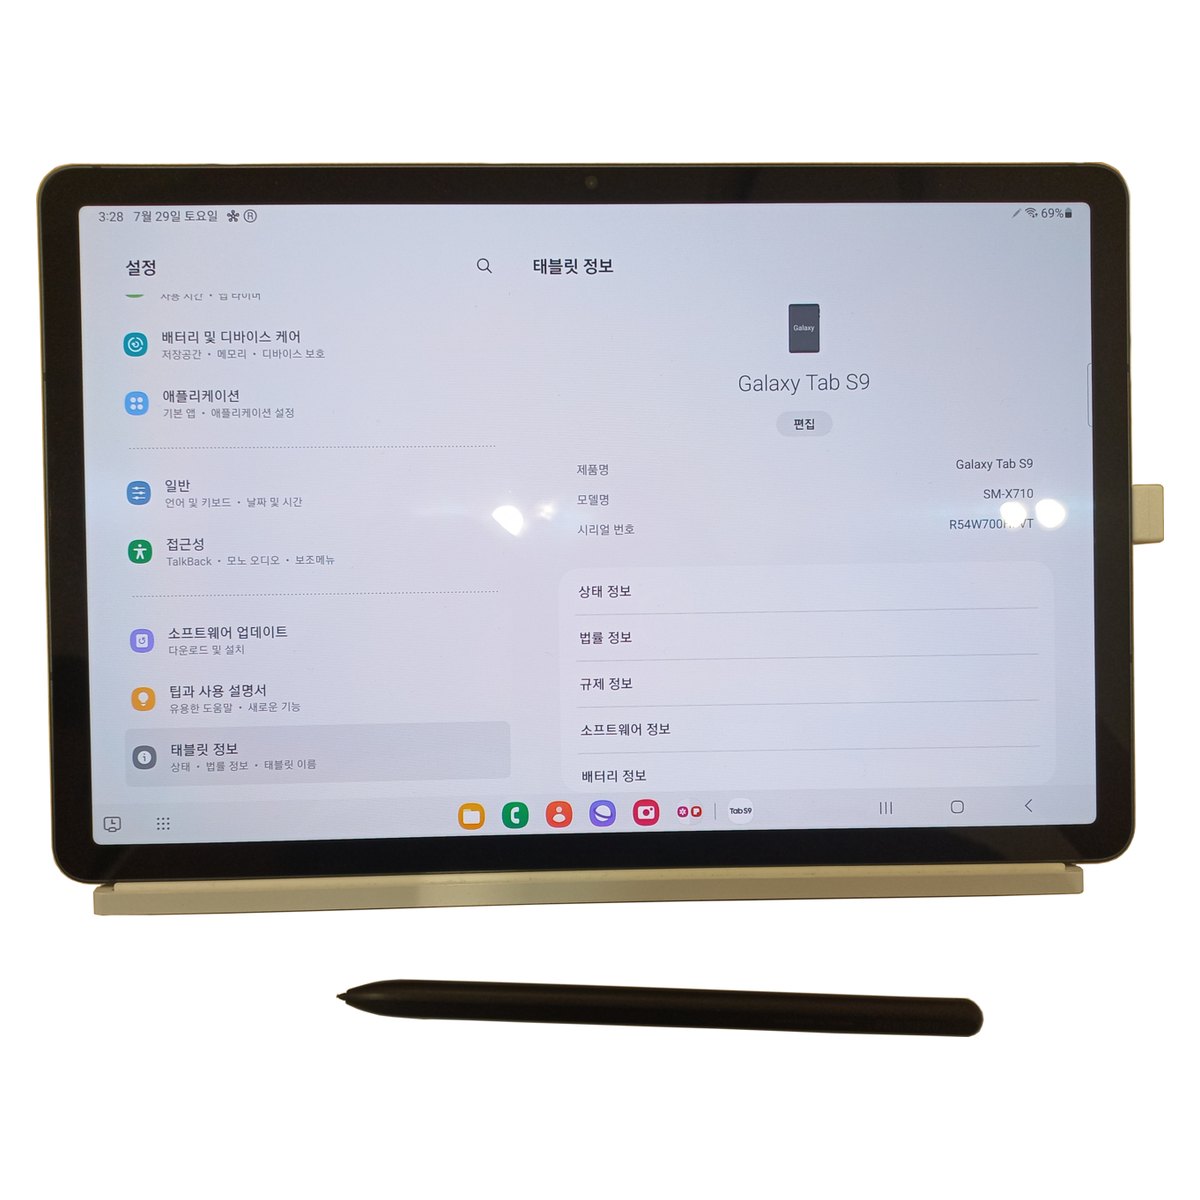 3:28 7월 29일 토요일 Ⓡ
69%
설정
사용 시간 • 앱 타이머
배터리 및 디바이스 케어
저장공간 • 메모리 • 디바이스 보호
애플리케이션
기본 앱 • 애플리케이션 설정
일반
언어 및 키보드 • 날짜 및 시간
접근성
TalkBack • 모노 오디오 • 보조메뉴
소프트웨어 업데이트
다운로드 및 설치
팁과 사용 설명서
유용한 도움말 • 새로운 기능
태블릿 정보
상태 • 법률 정보 • 태블릿 이름
태블릿 정보
Galaxy
Galaxy Tab S9
편집
제품명 Galaxy Tab S9
모델명 SM-X710
시리얼 번호
상태 정보
법률 정보
규제 정보
소프트웨어 정보
배터리 정보
Tab S9